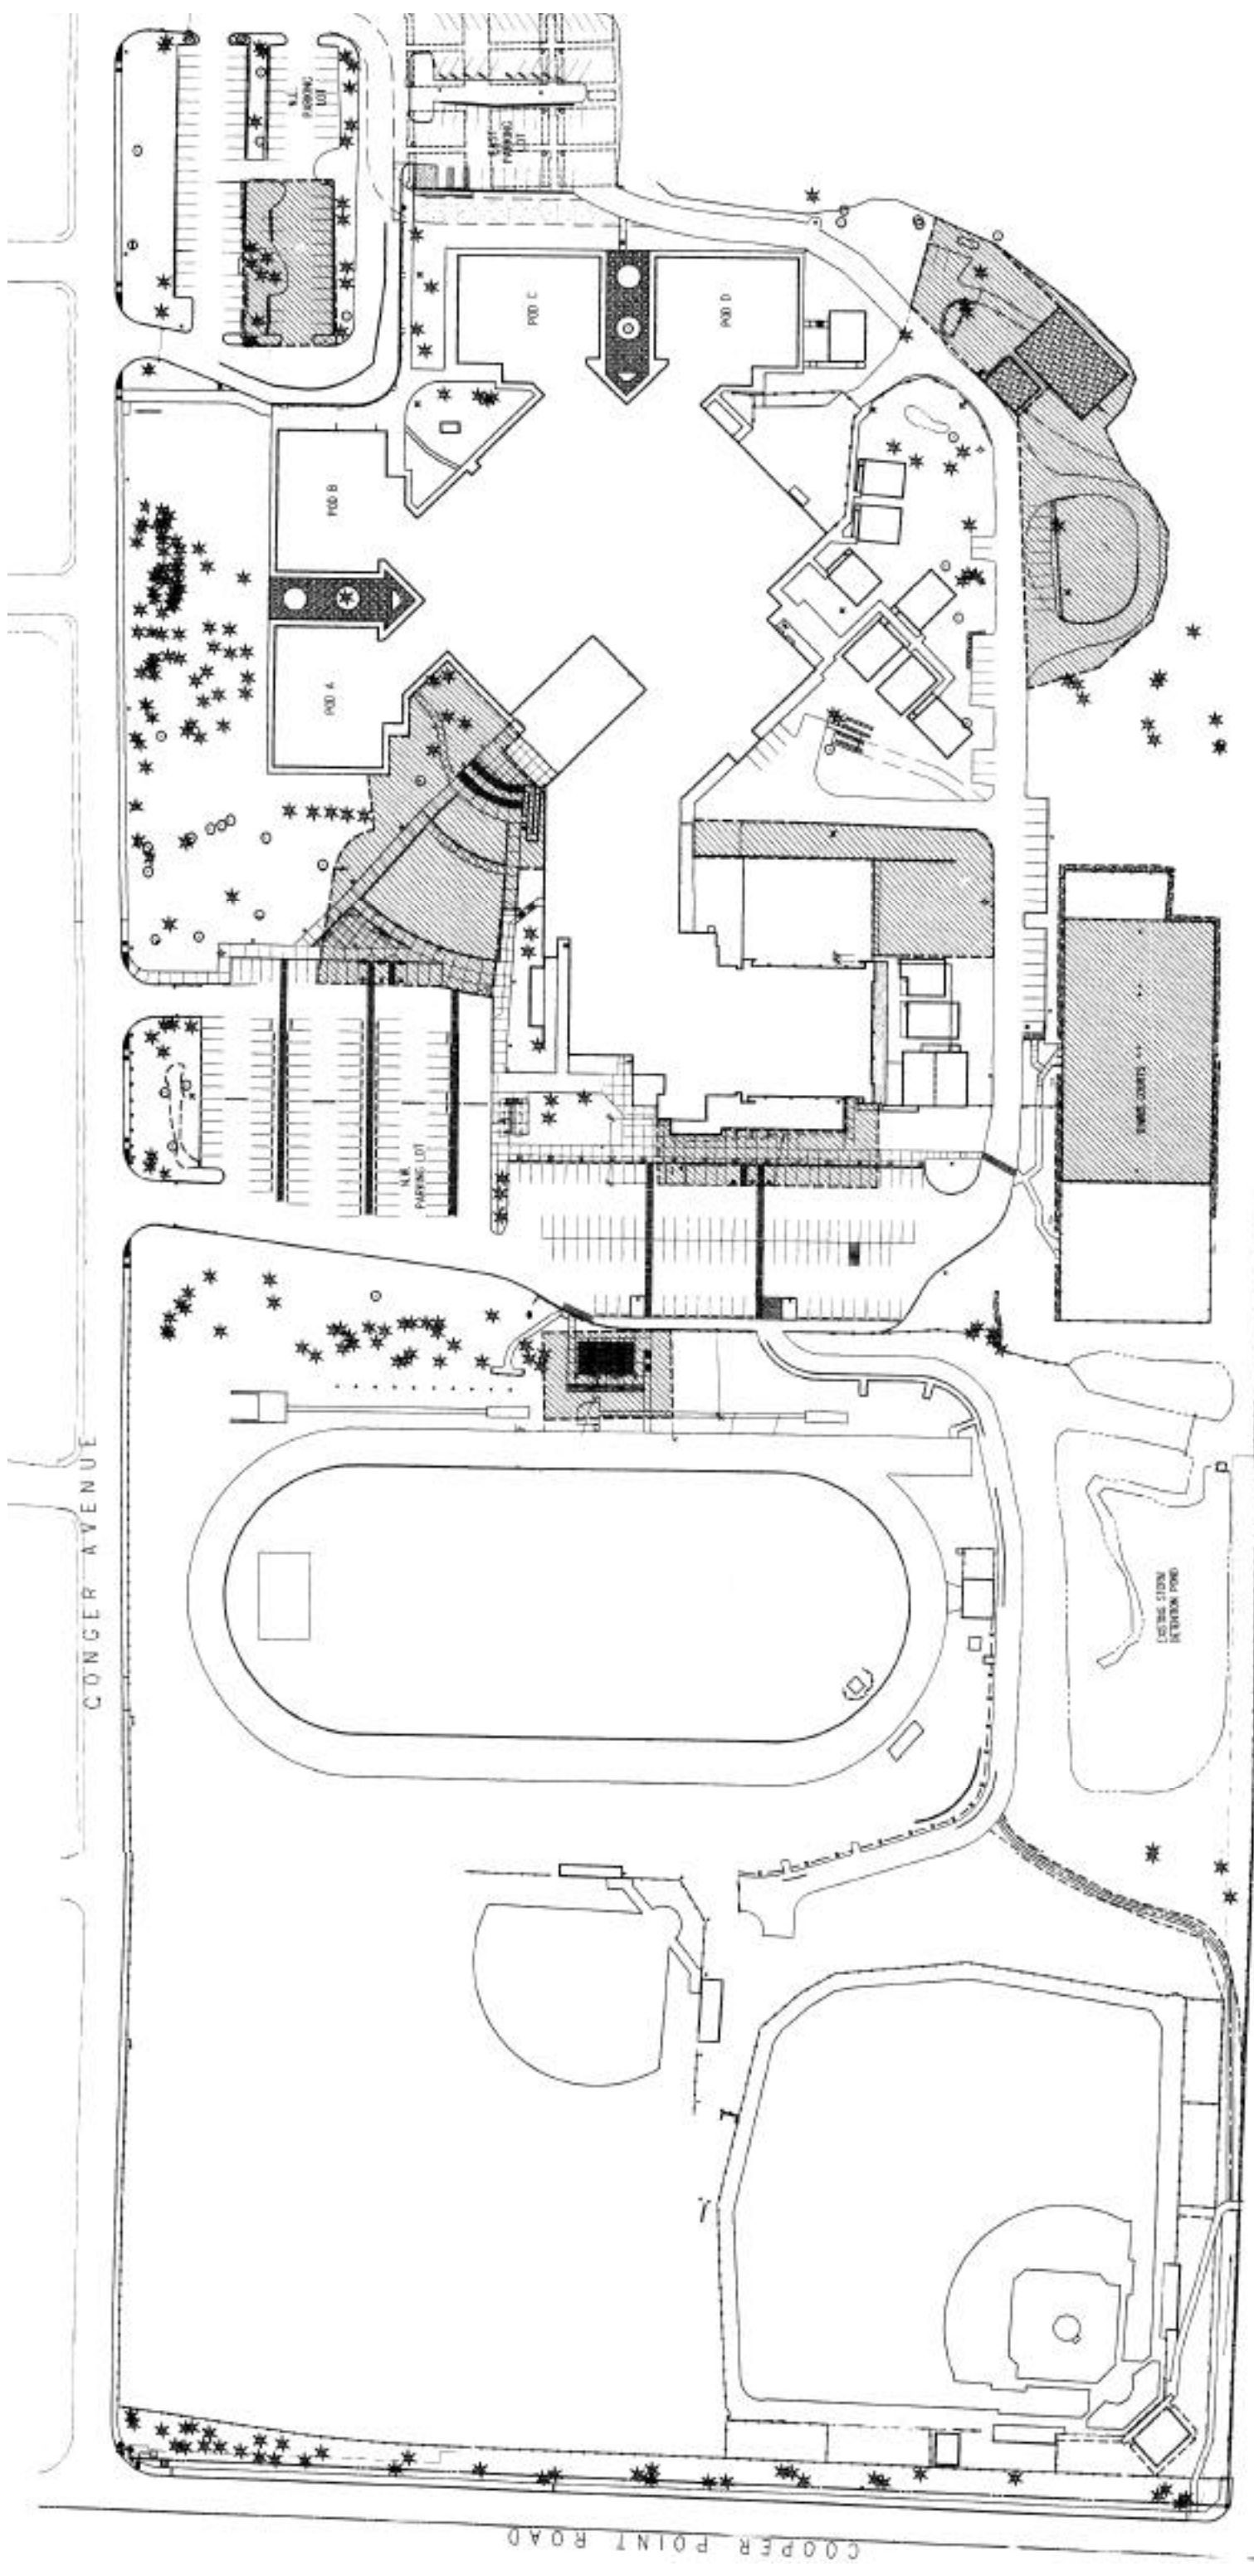 N.E.
PARKING
LOT
EAST
PARKING
LOT
POD C
POD D
POD B
POD A
N.W.
PARKING LOT
TENNIS COURTS
CONGER AVENUE
EXISTING STORM
DETENTION POND
COOPER POINT ROAD